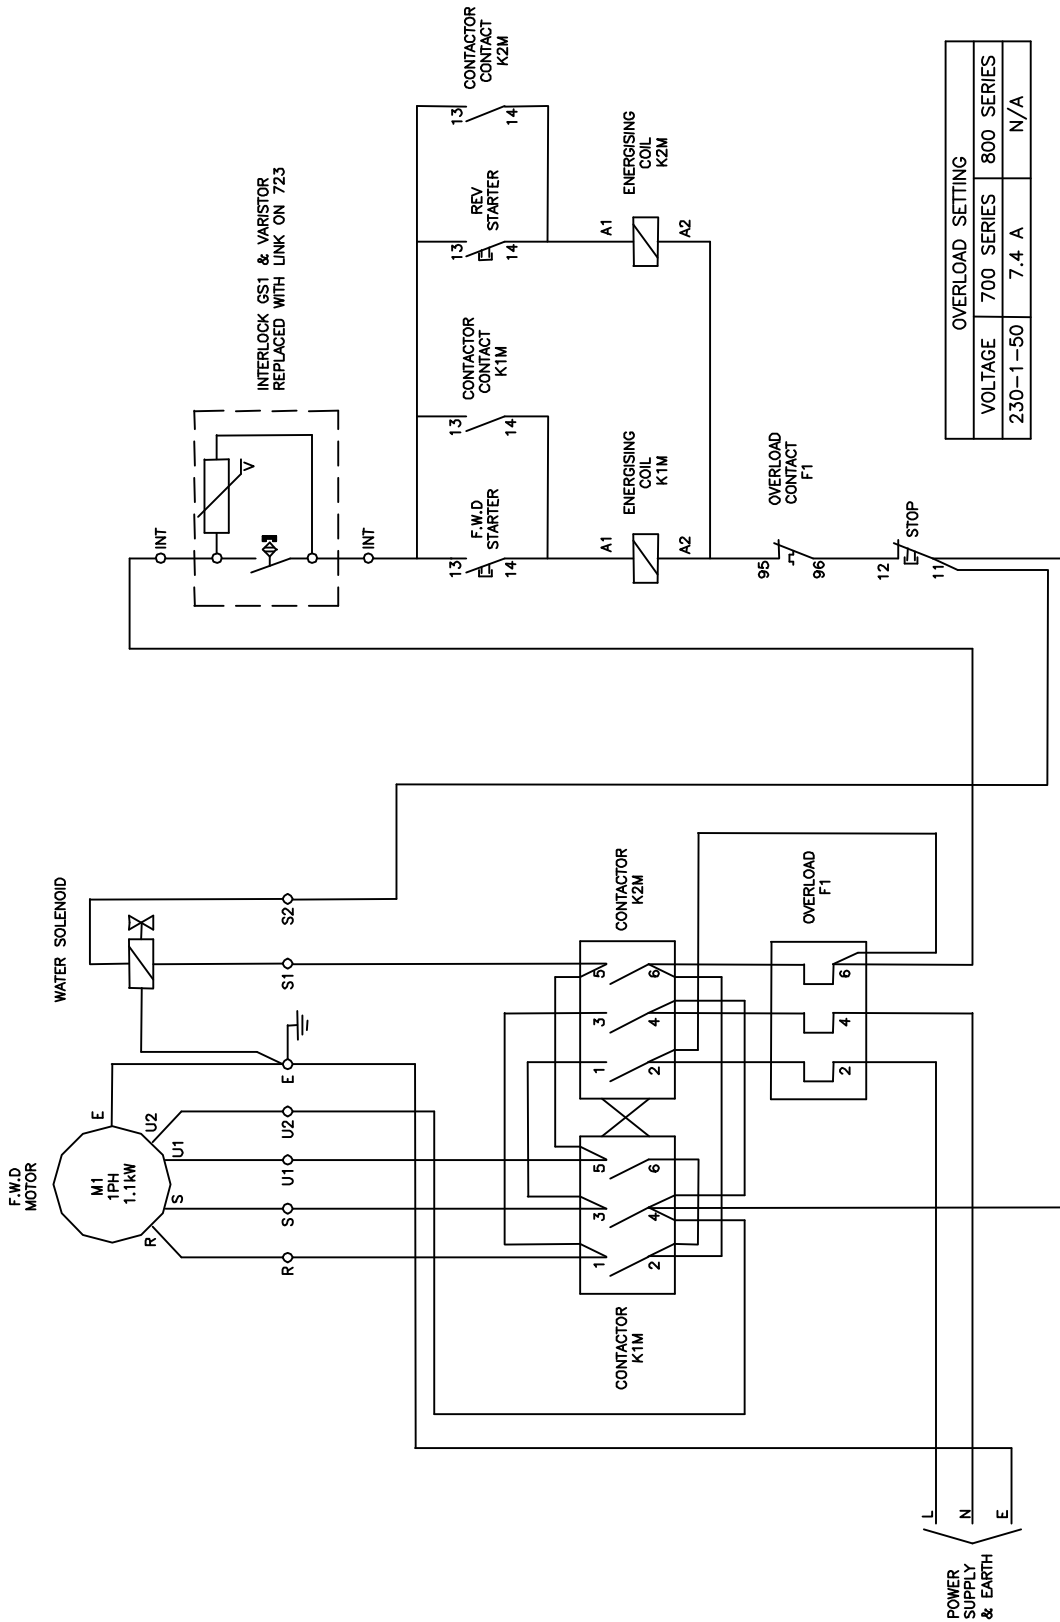 F.W.D
MOTOR
M1
1PH
1.1kW
R
S
U1
U2
E
WATER SOLENOID
R
S
U1
U2
E
S1
S2
CONTACTOR
K1M
1
3
5
2
4
6
CONTACTOR
K2M
1
3
5
2
4
6
OVERLOAD
F1
2
4
6
POWER
SUPPLY
& EARTH
L
N
E
INTERLOCK GS1 & VARISTOR
REPLACED WITH LINK ON 723
INT
V
INT
F.W.D
STARTER
13
14
CONTACTOR
CONTACT
K1M
13
14
REV
STARTER
13
14
CONTACTOR
CONTACT
K2M
13
14
ENERGISING
COIL
K1M
A1
A2
ENERGISING
COIL
K2M
A1
A2
OVERLOAD
CONTACT
F1
95
96
STOP
12
11
OVERLOAD SETTING
VOLTAGE 700 SERIES 800 SERIES
230-1-50 7.4 A N/A